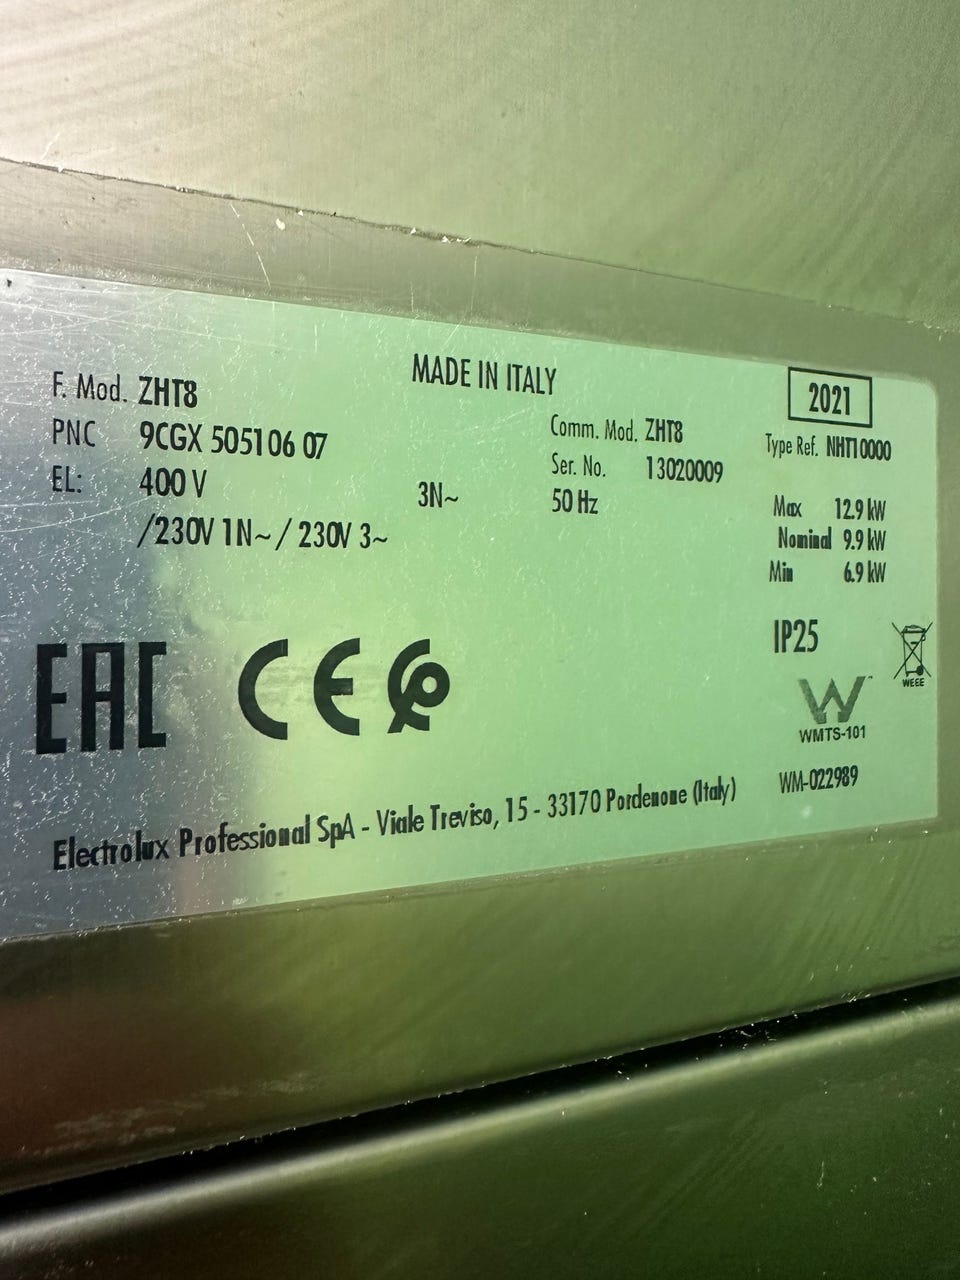 MADE IN ITALY
2021
F. Mod. ZHT8
Comm. Mod. ZHT8
Type Ref. NHT10000
PNC 9CGX 505106 07
Ser. No. 13020009
EL: 400 V 3N~ 50 Hz
/230V 1N~ / 230V 3~
Max 12.9 kW
Nominal 9.9 kW
Min 6.9 kW
IP25
WEEE
EAC CE
W™
WMTS-101
WM-022989
Electrolux Professional SpA - Viale Treviso, 15 - 33170 Pordenone (Italy)